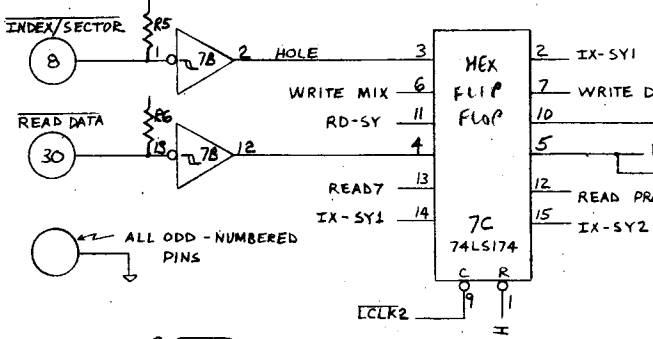 INDEX/SECTOR
R5
8
1
7B
2
HOLE
3
HEX
FLIP
FLOP
2
IX-SY1
WRITE MIX
6
7
WRITE D
READ DATA
R6
RD-SY
11
10
30
13
7B
12
4
5
READ7
13
12
READ PRA
IX-SY1
14
15
IX-SY2
ALL ODD-NUMBERED
PINS
7C
74LS174
C
R
9
1
LCLK2
H